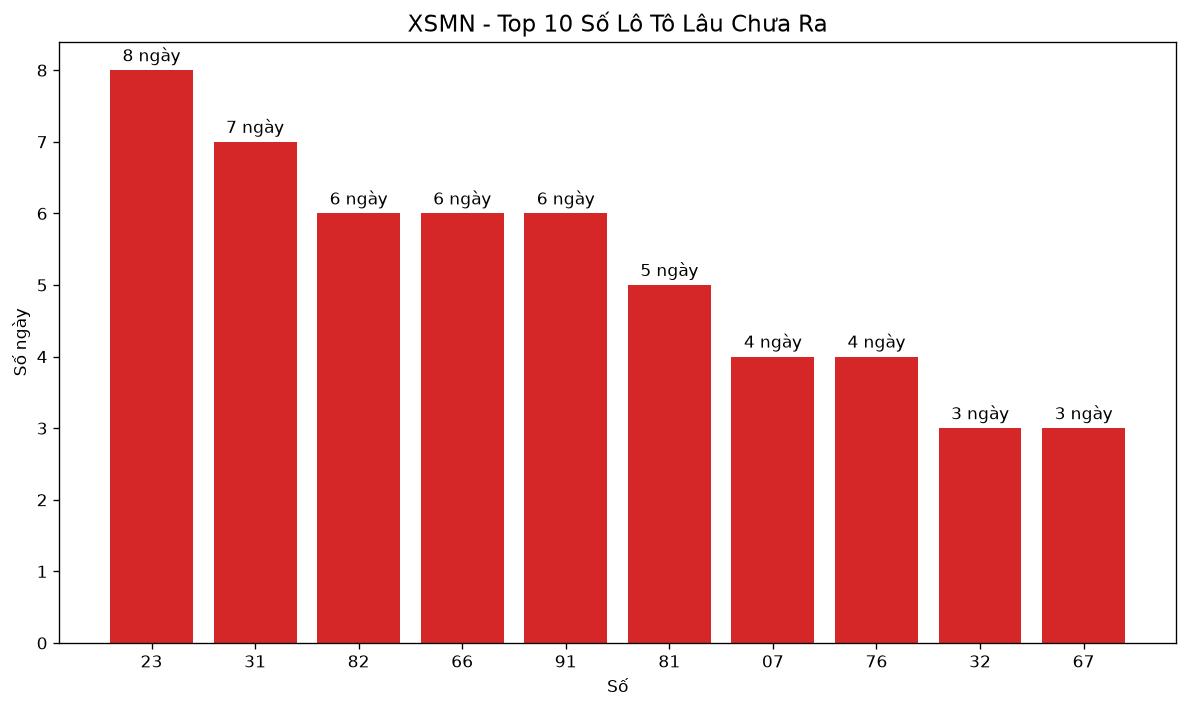 XSMN - Top 10 Số Lô Tô Lâu Chưa Ra
8 ngày
7 ngày
6 ngày
6 ngày
6 ngày
5 ngày
4 ngày
4 ngày
3 ngày
3 ngày
Số ngày
8
7
6
5
4
3
2
1
0
23 31 82 66 91 81 07 76 32 67
Số